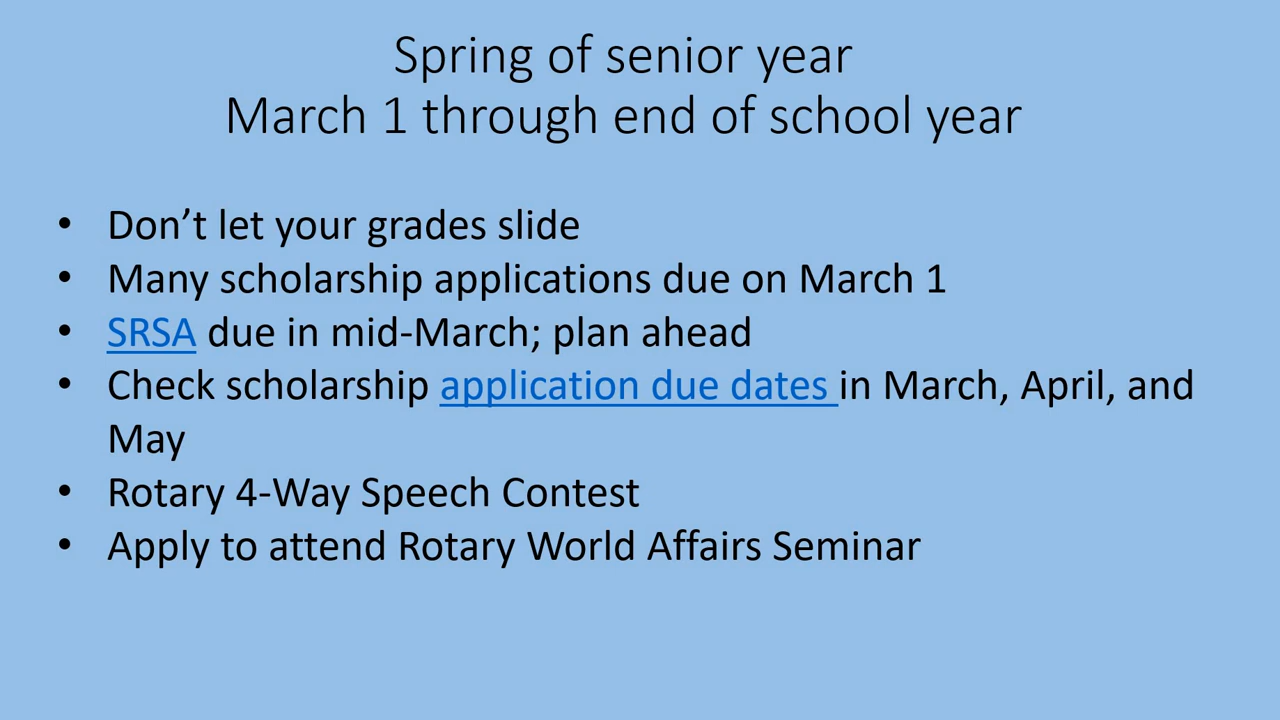 Spring of senior year
March 1 through end of school year
• Don’t let your grades slide
• Many scholarship applications due on March 1
• SRSA due in mid-March; plan ahead
• Check scholarship application due dates in March, April, and
May
• Rotary 4-Way Speech Contest
• Apply to attend Rotary World Affairs Seminar